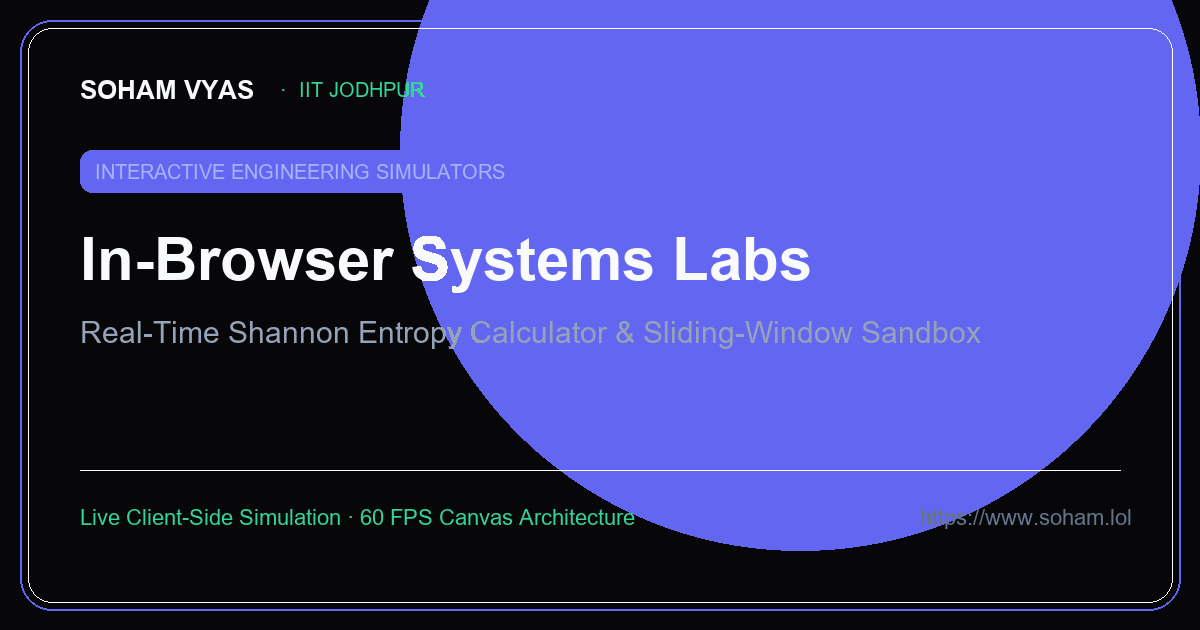 SOHAM VYAS · IIT JODHPUR
INTERACTIVE ENGINEERING SIMULATORS
In-Browser Systems Labs
Real-Time Shannon Entropy Calculator & Sliding-Window Sandbox
Live Client-Side Simulation · 60 FPS Canvas Architecture
https://www.soham.lol